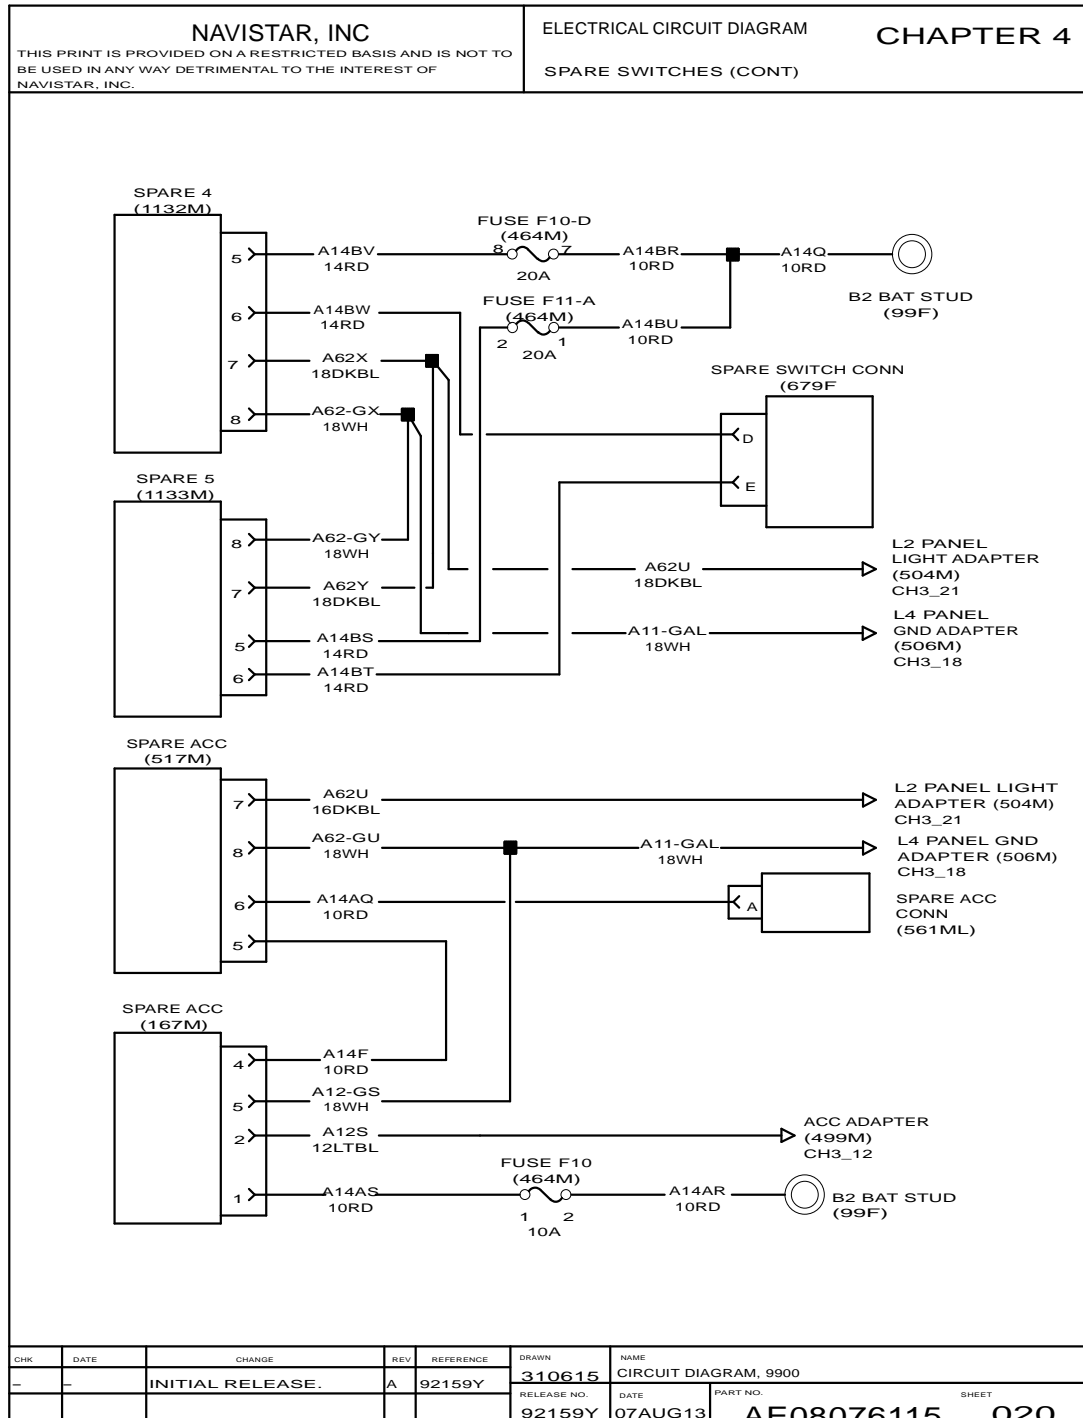 NAVISTAR, INC
THIS PRINT IS PROVIDED ON A RESTRICTED BASIS AND IS NOT TO
BE USED IN ANY WAY DETRIMENTAL TO THE INTEREST OF
NAVISTAR, INC.
ELECTRICAL CIRCUIT DIAGRAM
SPARE SWITCHES (CONT)
CHAPTER 4
SPARE 4
(1132M)
5
A14BV
14RD
FUSE F10-D
(464M)
8
7
20A
A14BR
10RD
A14Q
10RD
B2 BAT STUD
(99F)
6
A14BW
14RD
FUSE F11-A
(464M)
2
1
20A
A14BU
10RD
7
A62X
18DKBL
8
A62-GX
18WH
SPARE SWITCH CONN
(679F
D
E
SPARE 5
(1133M)
8
A62-GY
18WH
7
A62Y
18DKBL
5
A14BS
14RD
6
A14BT
14RD
A62U
18DKBL
L2 PANEL
LIGHT ADAPTER
(504M)
CH3_21
A11-GAL
18WH
L4 PANEL
GND ADAPTER
(506M)
CH3_18
SPARE ACC
(517M)
7
A62U
16DKBL
L2 PANEL LIGHT
ADAPTER (504M)
CH3_21
8
A62-GU
18WH
A11-GAL
18WH
L4 PANEL GND
ADAPTER (506M)
CH3_18
6
A14AQ
10RD
A
SPARE ACC
CONN
(561ML)
5
SPARE ACC
(167M)
4
A14F
10RD
5
A12-GS
18WH
2
A12S
12LTBL
ACC ADAPTER
(499M)
CH3_12
1
A14AS
10RD
FUSE F10
(464M)
1
2
10A
A14AR
10RD
B2 BAT STUD
(99F)
CHK DATE CHANGE REV REFERENCE
– – INITIAL RELEASE. A 92159Y
DRAWN
310615
NAME
CIRCUIT DIAGRAM, 9900
RELEASE NO.
92159Y
DATE
07AUG13
PART NO.
AE08076115
SHEET
020